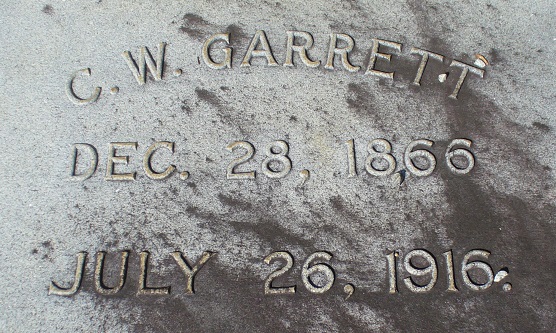 C. W. GARRETT
DEC. 28, 1866
JULY 26, 1916.